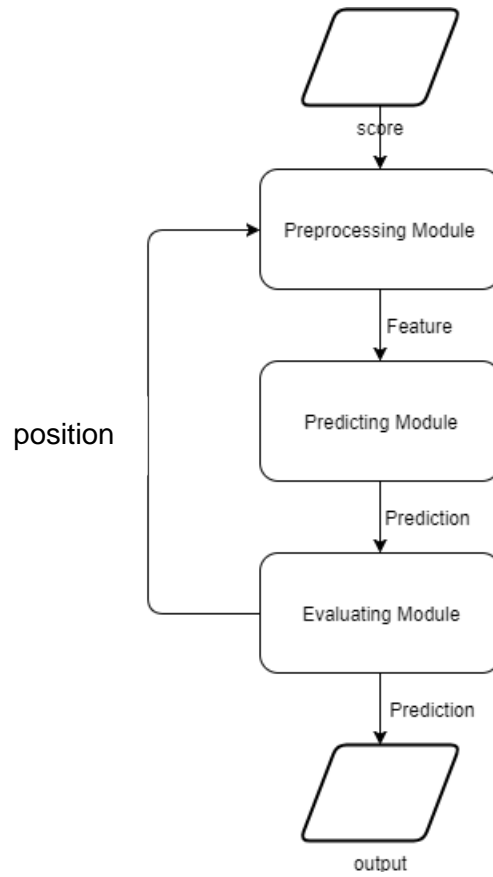 score
Preprocessing Module
Feature
Predicting Module
position
Prediction
Evaluating Module
Prediction
output